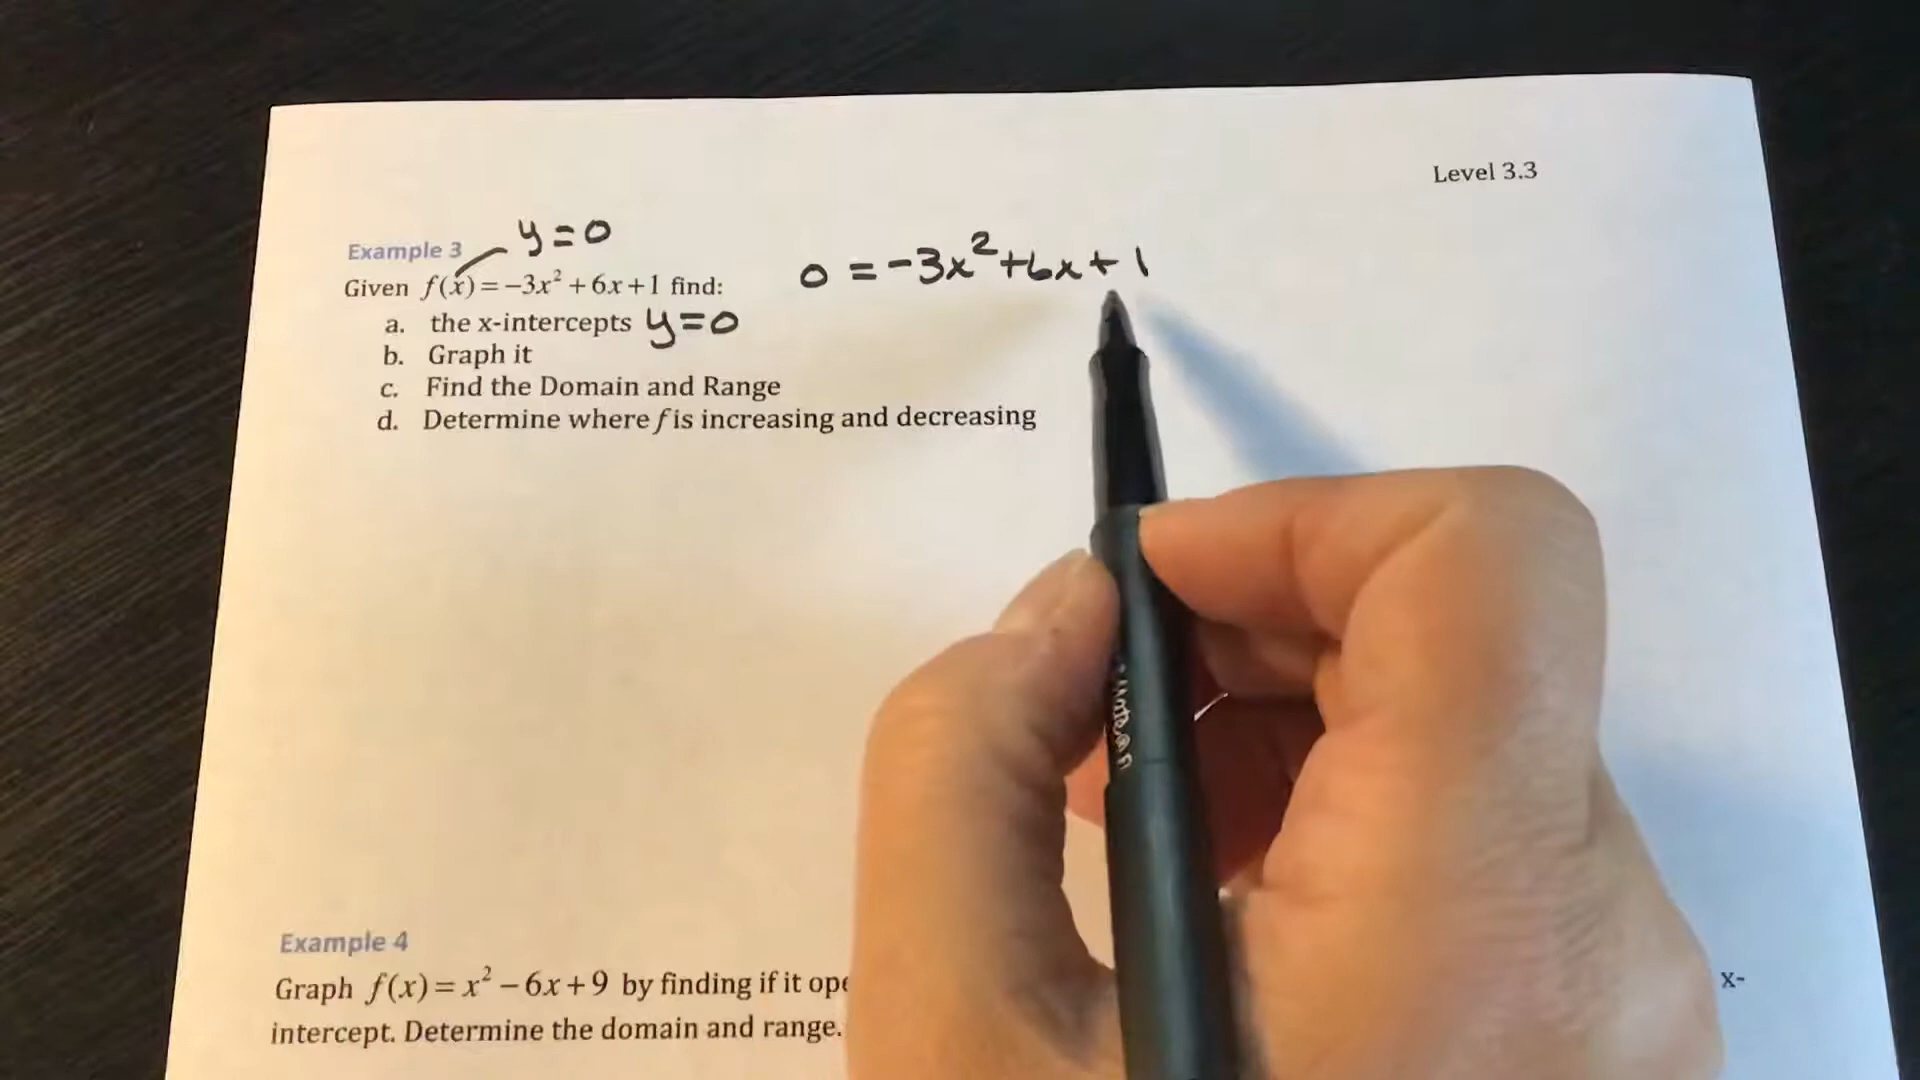 Level 3.3
y=0
Example 3
Given f(x)=−3x²+6x+1 find:
0 = -3x²+6x+1
a. the x-intercepts y=0
b. Graph it
c. Find the Domain and Range
d. Determine where f is increasing and decreasing
Example 4
Graph f(x)=x²−6x+9 by finding if it x-
intercept. Determine the domain and range.